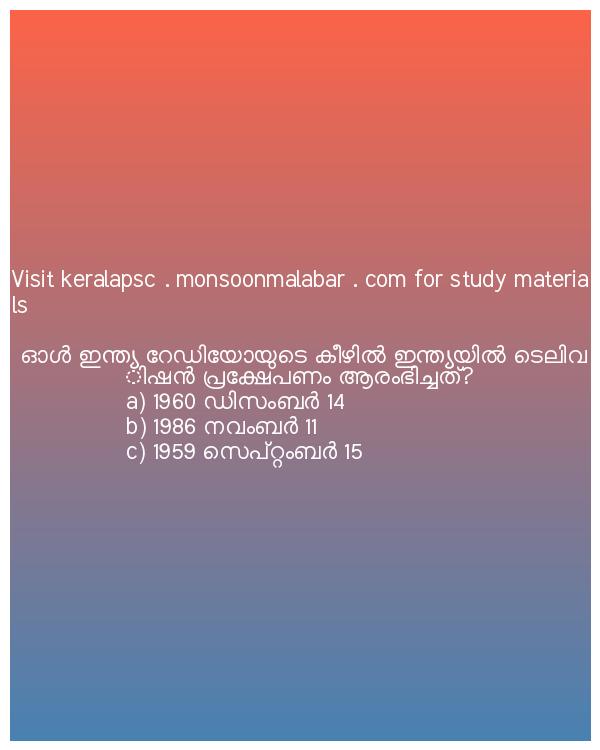 Visit keralapsc . monsoonmalabar . com for study materia
ls
ഓൾ ഇന്ത്യ റേഡിയോയുടെ കീഴിൽ ഇന്ത്യയിൽ ടെലിവ
ിഷൻ പ്രക്ഷേപണം ആരംഭിച്ചത്?
a) 1960 ഡിസംബർ 14
b) 1986 നവംബർ 11
c) 1959 സെപ്റ്റംബർ 15